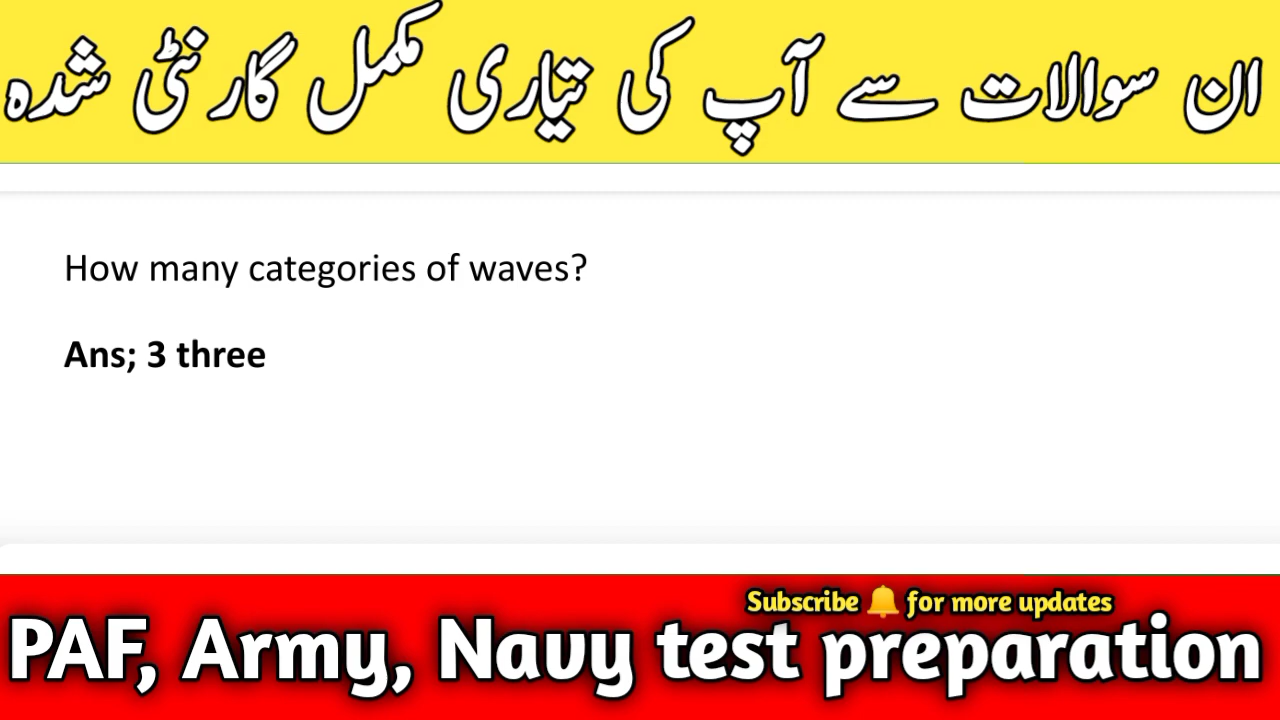 ان سوالات سے آپ کی تیاری مکمل گارنٹی شدہ
How many categories of waves?
Ans; 3 three
Subscribe 🔔 for more updates
PAF, Army, Navy test preparation